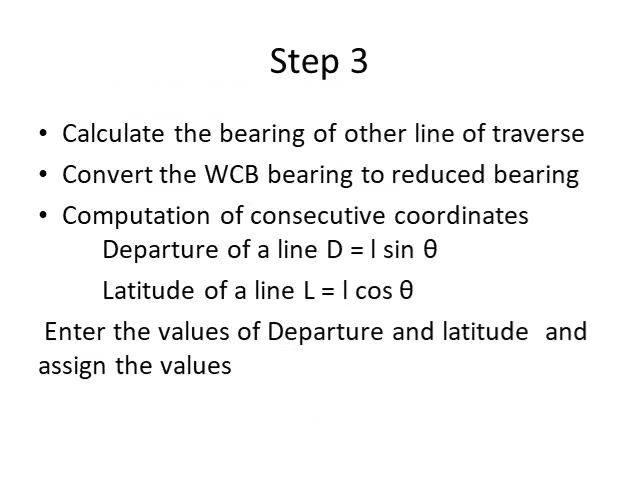 Step 3
• Calculate the bearing of other line of traverse
• Convert the WCB bearing to reduced bearing
• Computation of consecutive coordinates
Departure of a line D = l sin θ
Latitude of a line L = l cos θ
Enter the values of Departure and latitude and
assign the values